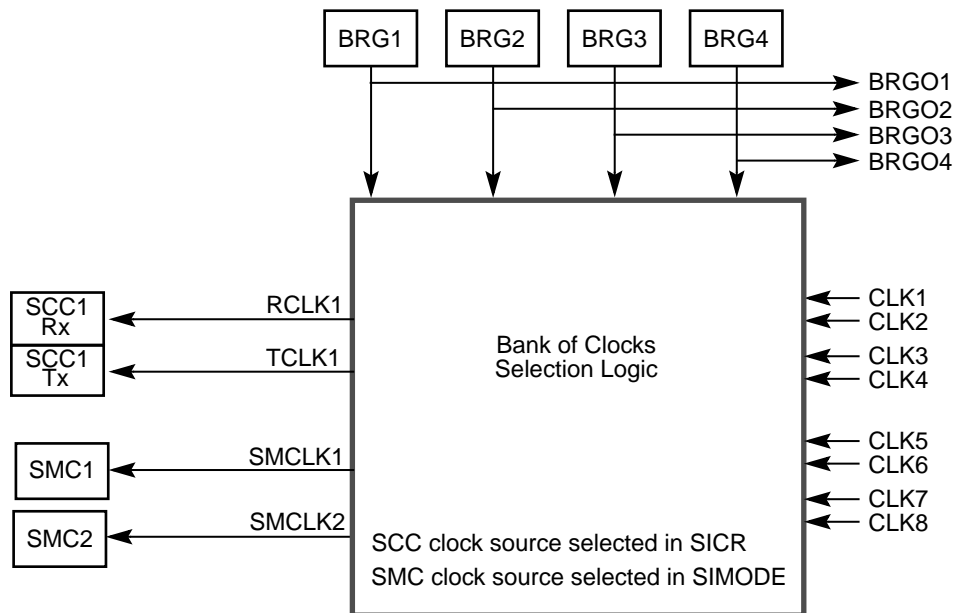 BRG1 BRG2 BRG3 BRG4
BRGO1
BRGO2
BRGO3
BRGO4
SCC1
Rx
RCLK1
SCC1
Tx
TCLK1
SMC1
SMCLK1
SMC2
SMCLK2
Bank of Clocks
Selection Logic
CLK1
CLK2
CLK3
CLK4
CLK5
CLK6
CLK7
CLK8
SCC clock source selected in SICR
SMC clock source selected in SIMODE